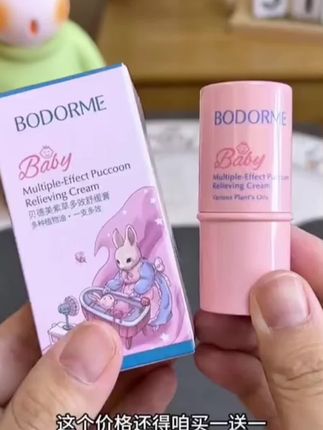 BODORME
Baby
Multiple-Effect Puccoon
Relieving Cream
贝德美紫草多效舒缓膏
多种植物油·一支多效
BODORME
Baby
Multiple-Effect Puccoon
Relieving Cream
Various Plant's Oils
这个价格还得咱买一送一